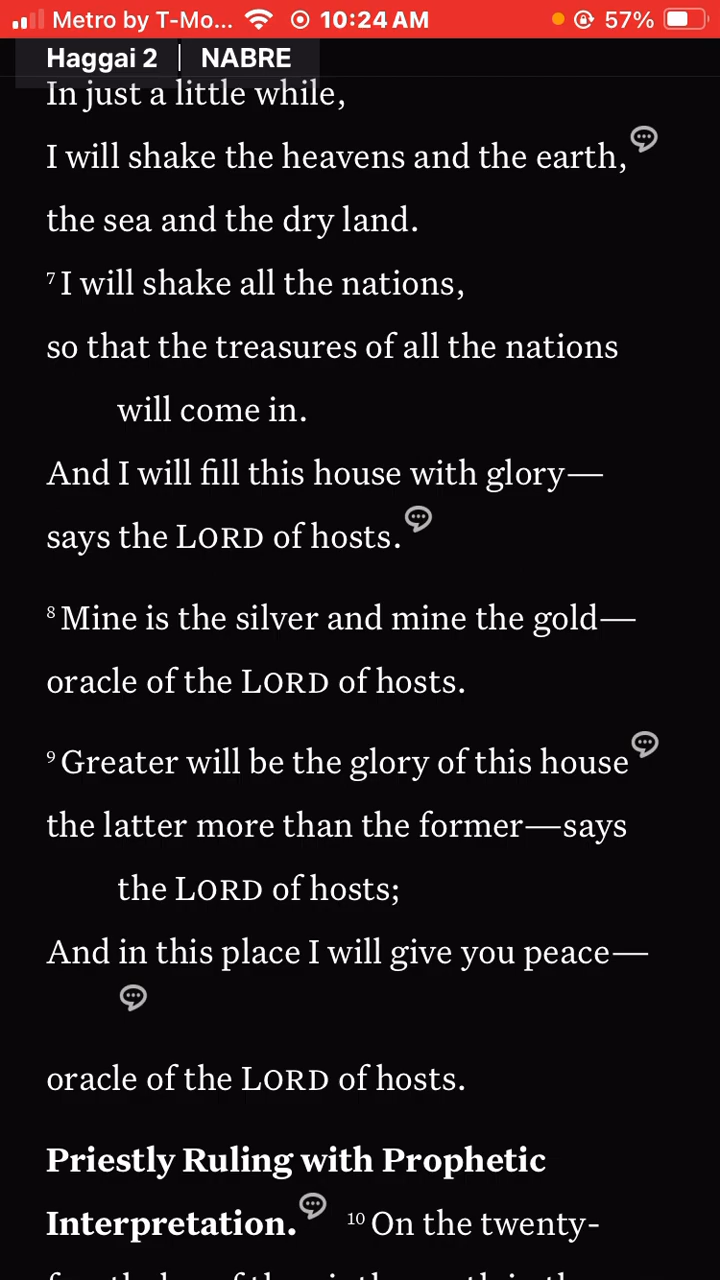 Metro by T-Mo... 10:24 AM 57%
Haggai 2 | NABRE
In just a little while,
I will shake the heavens and the earth,
the sea and the dry land.
7 I will shake all the nations,
so that the treasures of all the nations
will come in.
And I will fill this house with glory—
says the LORD of hosts.
8 Mine is the silver and mine the gold—
oracle of the LORD of hosts.
9 Greater will be the glory of this house
the latter more than the former—says
the LORD of hosts;
And in this place I will give you peace—
oracle of the LORD of hosts.
Priestly Ruling with Prophetic
Interpretation. 10 On the twenty-